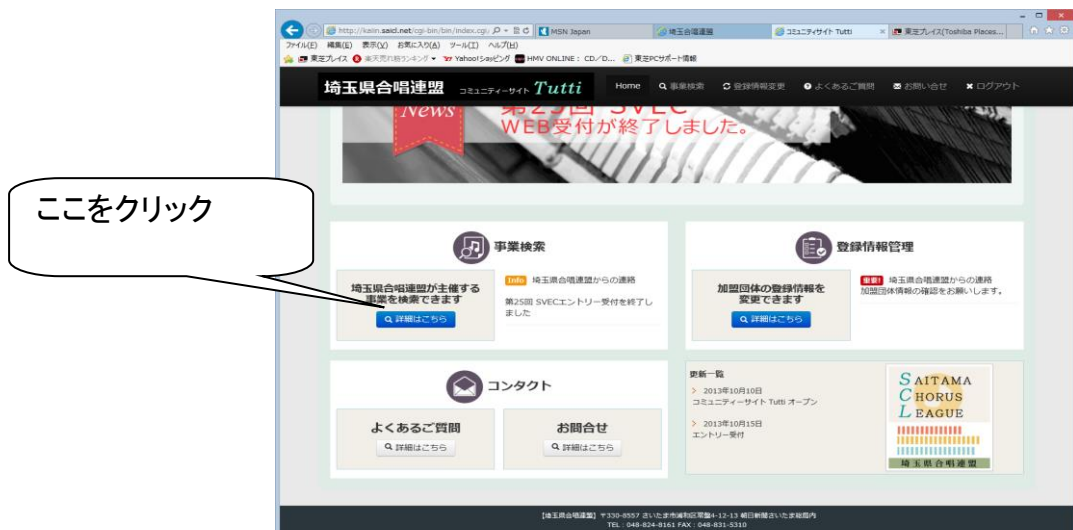 http://kaiin.saicl.net/cgi-bin/bin/index.cgi/
MSN Japan
埼玉合唱連盟
コミュニティサイト Tutti
東芝プレイス(Toshiba Places...
ファイル(F) 編集(E) 表示(V) お気に入り(A) ツール(T) ヘルプ(H)
東芝プレイス
楽天売れ筋ランキング
Yahoo!ショッピング
HMV ONLINE： CD／D...
東芝PCサポート情報
埼玉県合唱連盟 コミュニティーサイト Tutti
Home 事業検索 登録情報変更 よくあるご質問 お問い合せ ログアウト
News
第25回 SVEC
WEB受付が終了しました。
ここをクリック
事業検索
埼玉県合唱連盟が主催する
事業を検索できます
詳細はこちら
Info 埼玉県合唱連盟からの連絡
第25回 SVECエントリー受付を終了し
ました
登録情報管理
加盟団体の登録情報を
変更できます
詳細はこちら
重要! 埼玉県合唱連盟からの連絡
加盟団体情報の確認をお願いします。
コンタクト
よくあるご質問
詳細はこちら
お問合せ
詳細はこちら
更新一覧
2013年10月10日
コミュニティーサイト Tutti オープン
2013年10月15日
エントリー受付
SAITAMA
CHORUS
LEAGUE
埼玉県合唱連盟
【埼玉県合唱連盟】 〒330-8557 さいたま市浦和区常盤4-12-13 朝日新聞さいたま総局内
TEL : 048-824-8161 FAX : 048-831-5310